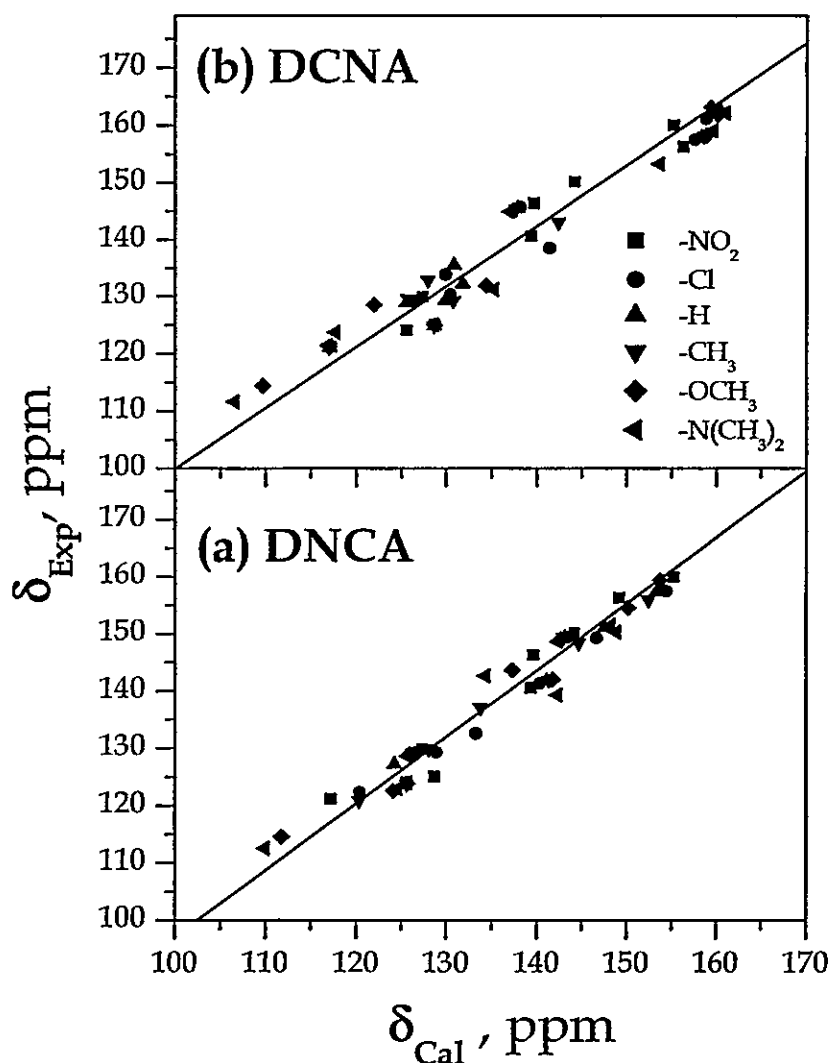 170
160
150
140
130
120
110
100
(b) DCNA
-NO₂
-Cl
-H
-CH₃
-OCH₃
-N(CH₃)₂
δExp, ppm
170
160
150
140
130
120
110
100
(a) DNCA
100 110 120 130 140 150 160 170
δCal , ppm